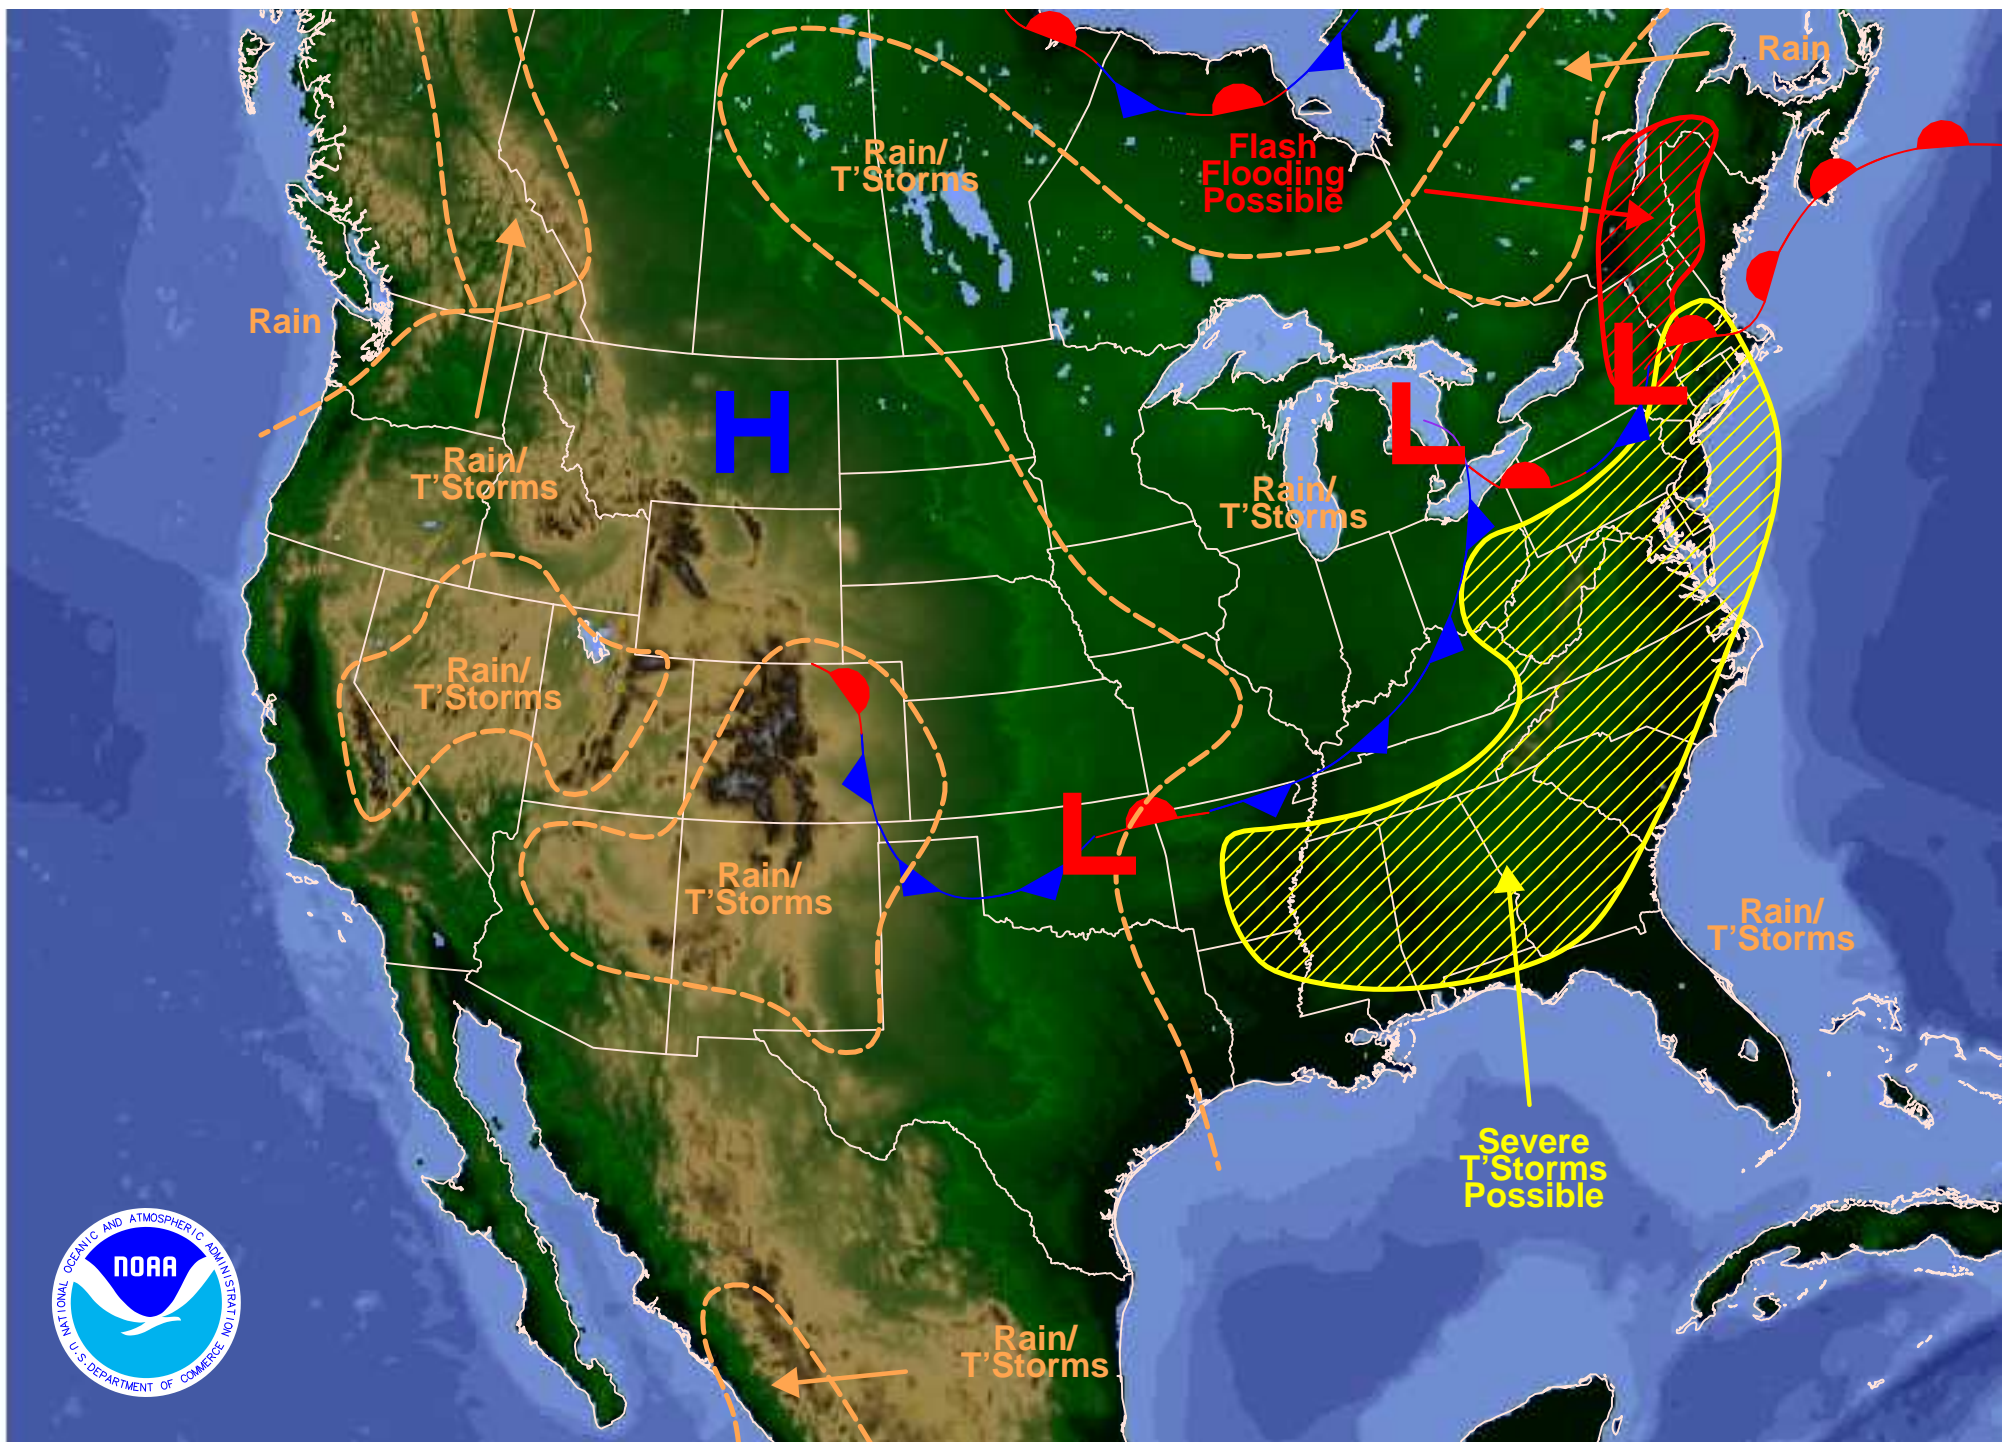 Rain
Rain/
T'Storms
Flash
Flooding
Possible
Rain
H
L
L
Rain/
T'Storms
Rain/
T'Storms
Rain/
T'Storms
L
Rain/
T'Storms
Rain/
T'Storms
Severe
T'Storms
Possible
Rain/
T'Storms
NATIONAL OCEANIC AND ATMOSPHERIC ADMINISTRATION
NOAA
U.S. DEPARTMENT OF COMMERCE